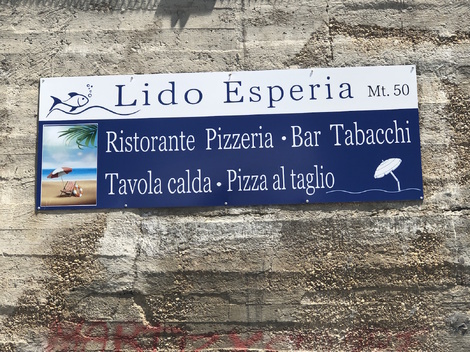 Lido Esperia Mt. 50
Ristorante Pizzeria • Bar Tabacchi
Tavola calda • Pizza al taglio